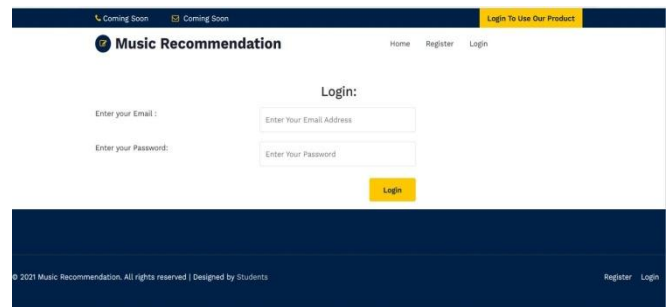 Coming Soon Coming Soon Login To Use Our Product
Music Recommendation Home Register Login
Login:
Enter your Email :
Enter Your Email Address
Enter your Password:
Enter Your Password
Login
© 2021 Music Recommendation. All rights reserved | Designed by Students Register Login